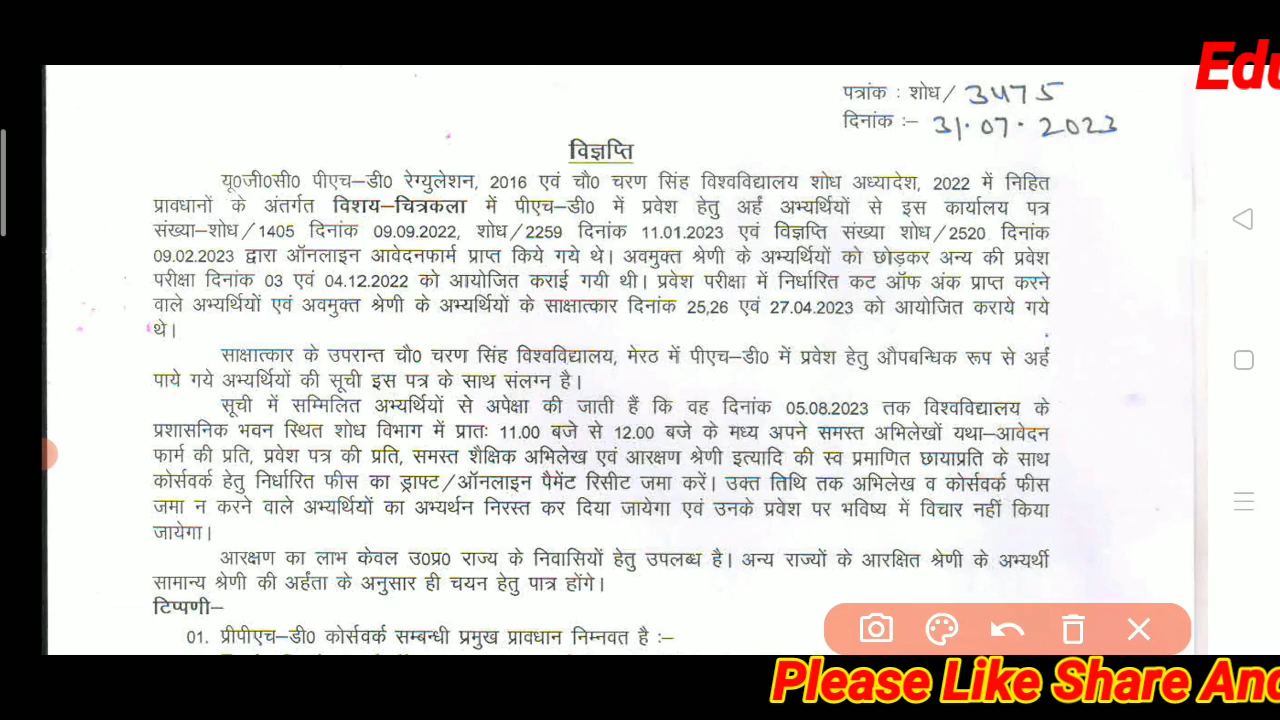 Edu
पत्रांक : शोध/ 3475
दिनांक :– 31.07.2023
विज्ञप्ति
यू0जी0सी0 पीएच–डी0 रेग्युलेशन, 2016 एवं चौ0 चरण सिंह विश्वविद्यालय शोध अध्यादेश, 2022 में निहित
प्रावधानों के अंतर्गत विशय–चित्रकला में पीएच–डी0 में प्रवेश हेतु अर्ह अभ्यर्थियों से इस कार्यालय पत्र
संख्या–शोध/1405 दिनांक 09.09.2022, शोध/2259 दिनांक 11.01.2023 एवं विज्ञप्ति संख्या शोध/2520 दिनांक
09.02.2023 द्वारा ऑनलाइन आवेदनफार्म प्राप्त किये गये थे। अवमुक्त श्रेणी के अभ्यर्थियों को छोड़कर अन्य की प्रवेश
परीक्षा दिनांक 03 एवं 04.12.2022 को आयोजित कराई गयी थी। प्रवेश परीक्षा में निर्धारित कट ऑफ अंक प्राप्त करने
वाले अभ्यर्थियों एवं अवमुक्त श्रेणी के अभ्यर्थियों के साक्षात्कार दिनांक 25,26 एवं 27.04.2023 को आयोजित कराये गये
थे।
साक्षात्कार के उपरान्त चौ0 चरण सिंह विश्वविद्यालय, मेरठ में पीएच–डी0 में प्रवेश हेतु औपबन्धिक रूप से अर्ह
पाये गये अभ्यर्थियों की सूची इस पत्र के साथ संलग्न है।
सूची में सम्मिलित अभ्यर्थियों से अपेक्षा की जाती हैं कि वह दिनांक 05.08.2023 तक विश्वविद्यालय के
प्रशासनिक भवन स्थित शोध विभाग में प्रातः 11.00 बजे से 12.00 बजे के मध्य अपने समस्त अभिलेखों यथा–आवेदन
फार्म की प्रति, प्रवेश पत्र की प्रति, समस्त शैक्षिक अभिलेख एवं आरक्षण श्रेणी इत्यादि की स्व प्रमाणित छायाप्रति के साथ
कोर्सवर्क हेतु निर्धारित फीस का ड्राफ्ट/ऑनलाइन पैमेंट रिसीट जमा करें। उक्त तिथि तक अभिलेख व कोर्सवर्क फीस
जमा न करने वाले अभ्यर्थियों का अभ्यर्थन निरस्त कर दिया जायेगा एवं उनके प्रवेश पर भविष्य में विचार नहीं किया
जायेगा।
आरक्षण का लाभ केवल उ0प्र0 राज्य के निवासियों हेतु उपलब्ध है। अन्य राज्यों के आरक्षित श्रेणी के अभ्यर्थी
सामान्य श्रेणी की अर्हता के अनुसार ही चयन हेतु पात्र होंगे।
टिप्पणी–
01. प्रीपीएच–डी0 कोर्सवर्क सम्बन्धी प्रमुख प्रावधान निम्नवत है :–
Please Like Share And